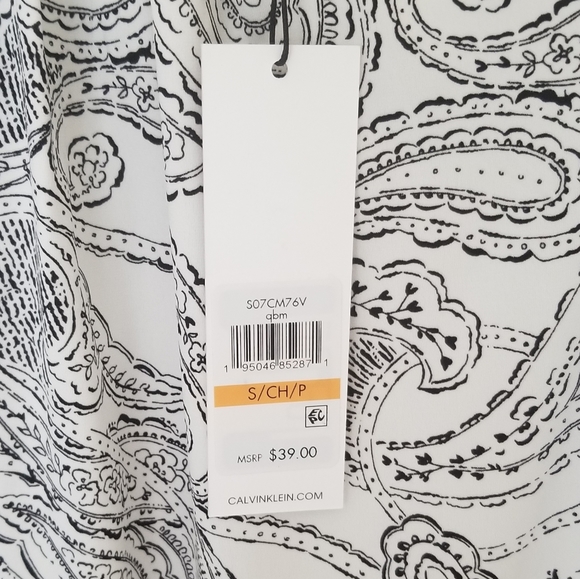 S07CM76V
qbm
1 95046 85287 1
S/CH/P
MSRP $39.00
CALVINKLEIN.COM